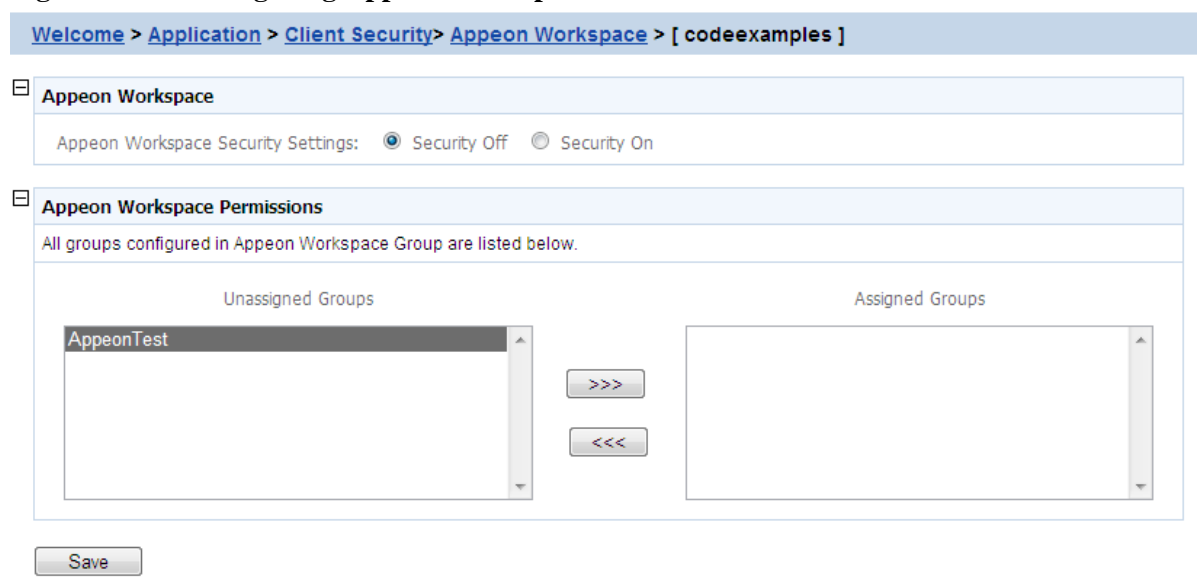 Welcome > Application > Client Security> Appeon Workspace > [ codeexamples ]
Appeon Workspace
Appeon Workspace Security Settings: Security Off Security On
Appeon Workspace Permissions
All groups configured in Appeon Workspace Group are listed below.
Unassigned Groups Assigned Groups
AppeonTest
>>>
<<<
Save